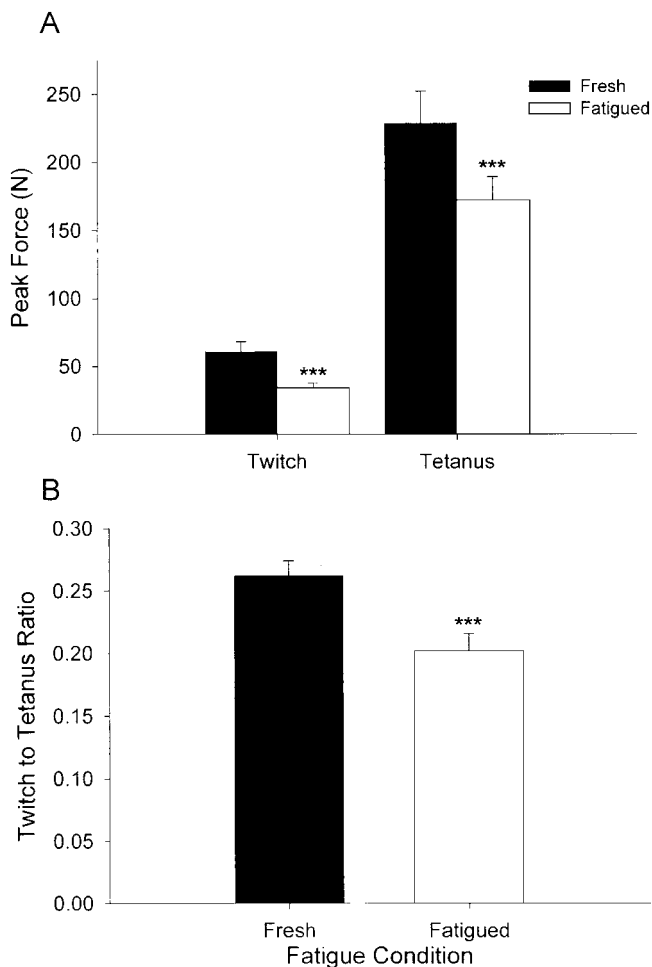 A
Peak Force (N)
250
200
150
100
50
0
Fresh
Fatigued
***
***
Twitch Tetanus
B
Twitch to Tetanus Ratio
0.30
0.25
0.20
0.15
0.10
0.05
0.00
***
Fresh Fatigued
Fatigue Condition